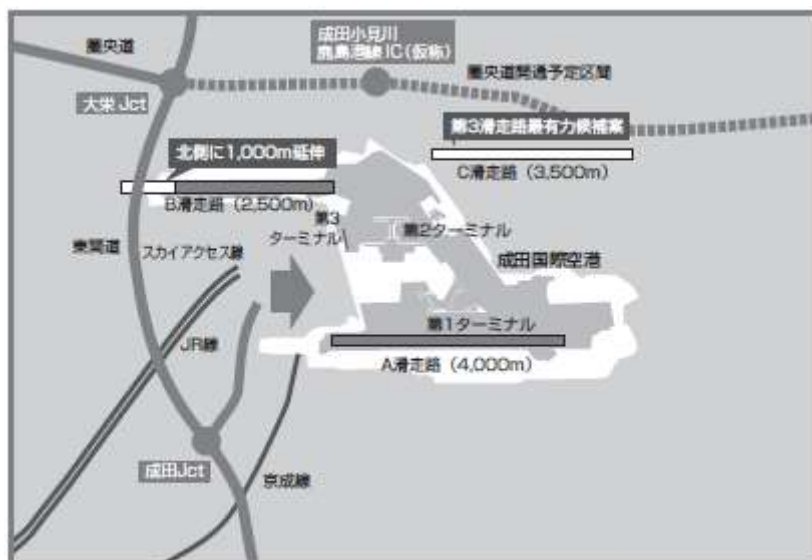 圏央道
成田小見川
鹿島港線IC(仮称)
圏央道開通予定区間
大栄Jct
第3滑走路最有力候補案
北側に1,000m延伸
C滑走路（3,500m）
B滑走路（2,500m）
第3
ターミナル
第2ターミナル
東関道
スカイアクセス線
成田国際空港
第1ターミナル
JR線
A滑走路（4,000m）
成田Jct
京成線